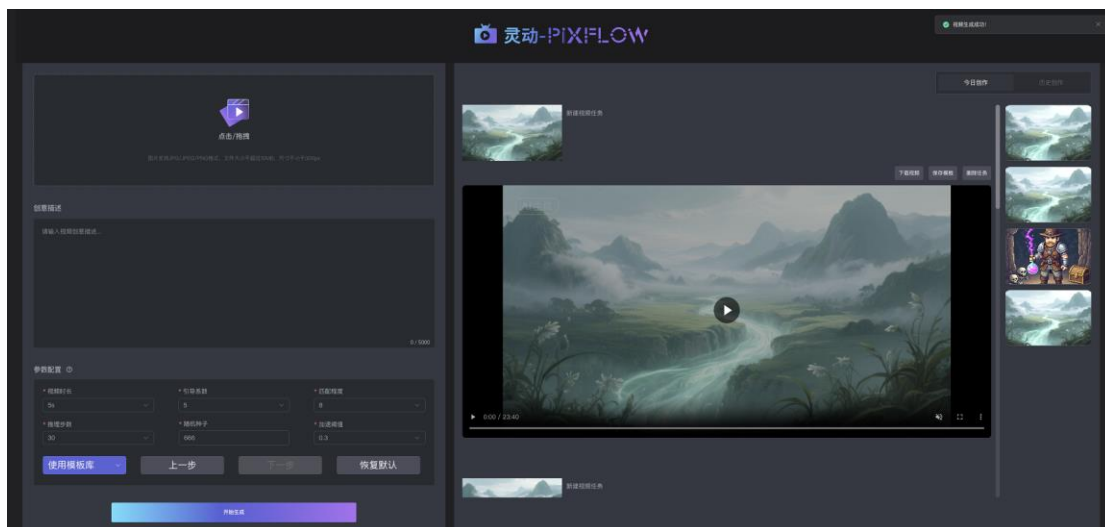 灵动-PIXFLOW
视频生成成功!
点击/拖拽
创意描述
请输入视频创意描述...
0 / 5000
参数配置
* 视频时长
* 引导系数
* 匹配程度
5s
5
8
* 推理步数
* 随机种子
* 加速阈值
30
666
0.3
使用模板库
上一步
下一步
恢复默认
开始生成
今日创作
历史创作
新建视频任务
下载视频
保存模板
删除任务
0:00 / 23:40
新建视频任务